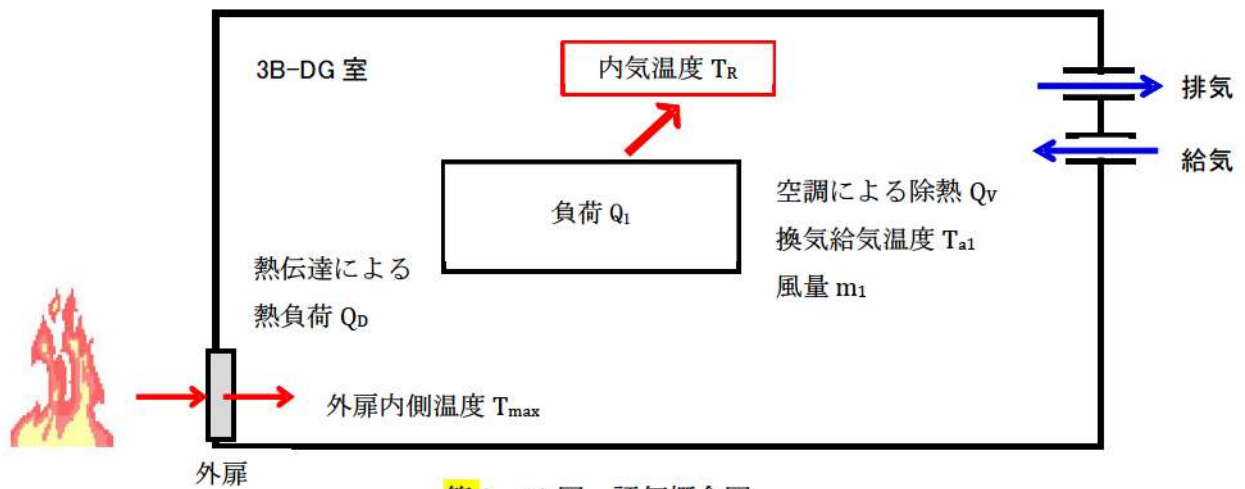 3B-DG 室
内気温度 TR
排気
給気
負荷 Q1
空調による除熱 QV
換気給気温度 Ta1
風量 m1
熱伝達による
熱負荷 QD
外扉内側温度 Tmax
外扉